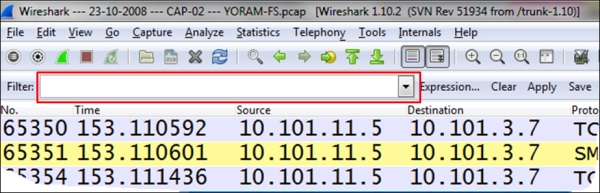 Wireshark --- 23-10-2008 --- CAP-02 --- YORAM-FS.pcap [Wireshark 1.10.2 (SVN Rev 51934 from /trunk-1.10)]
File Edit View Go Capture Analyze Statistics Telephony Tools Internals Help
Filter: Expression... Clear Apply Save
No. Time Source Destination Proto
65350 153.110592 10.101.11.5 10.101.3.7 TC
65351 153.110601 10.101.11.5 10.101.3.7 SM
65354 153.111436 10.101.11.5 10.101.3.7 TC